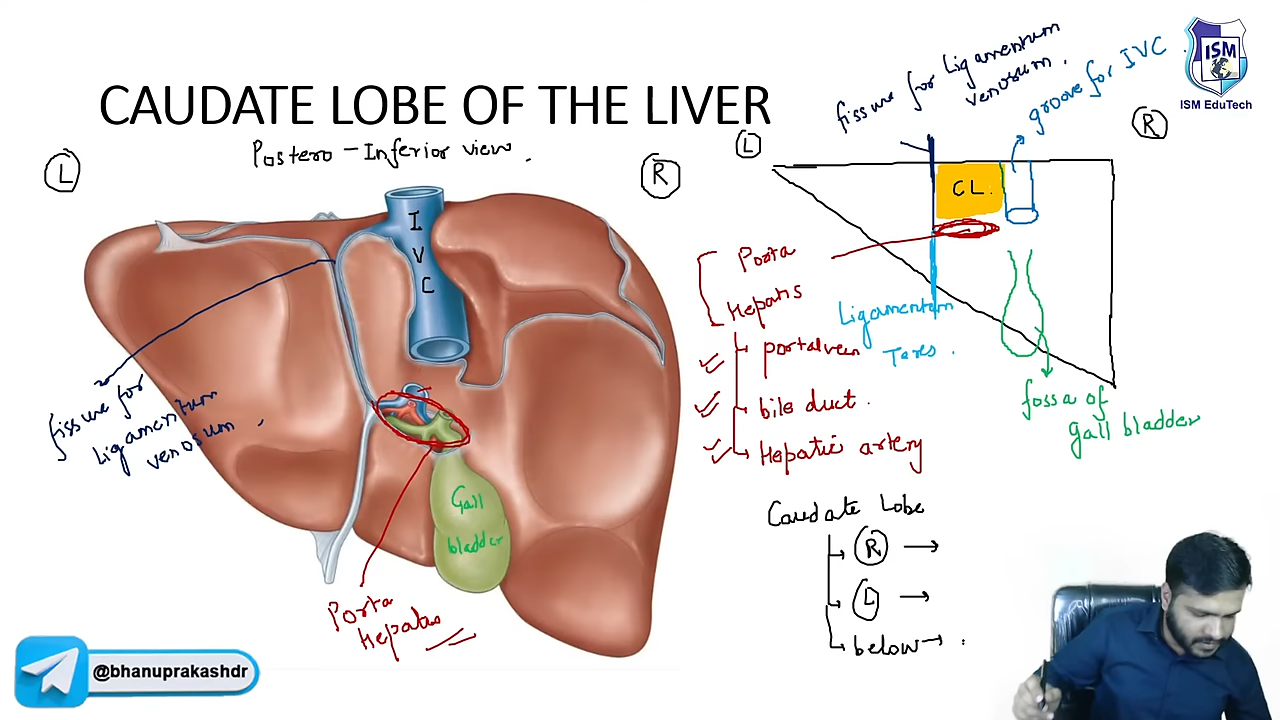 CAUDATE LOBE OF THE LIVER
Postero - Inferior view .
L
R
I
V
C
fissure for
ligamentum
venosum .
Gall
bladder
Porta
Hepatis
@bhanuprakashdr
fissure for Ligamentum
venosum .
groove for IVC
ISM
ISM EduTech
L
R
CL.
Porta
Hepatis
portal vein
bile duct .
Hepatic artery
Ligamentum
Teres .
fossa of
gall bladder
Caudate Lobe
R →
L →
below →